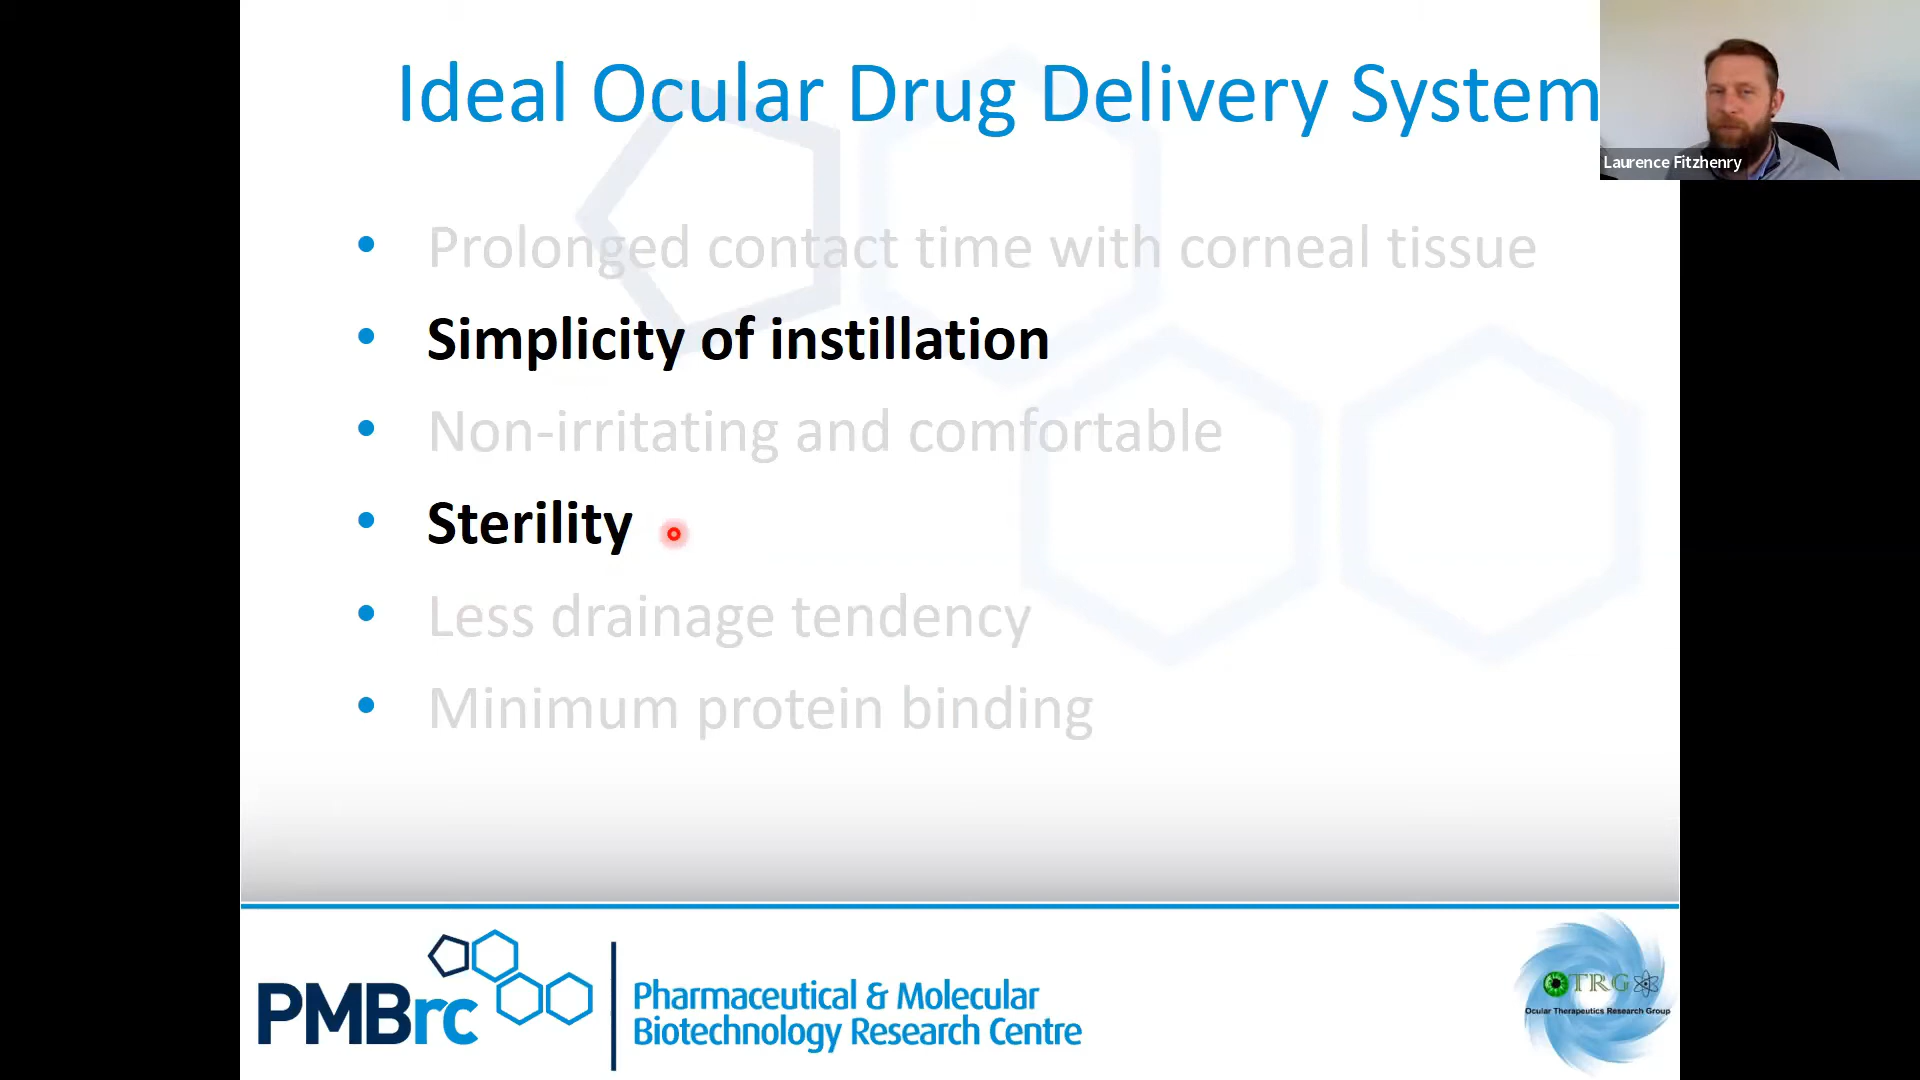 Ideal Ocular Drug Delivery System
Laurence Fitzhenry
• Prolonged contact time with corneal tissue
• Simplicity of instillation
• Non-irritating and comfortable
• Sterility
• Less drainage tendency
• Minimum protein binding
PMBrc
Pharmaceutical & Molecular
Biotechnology Research Centre
OTRG
Ocular Therapeutics Research Group